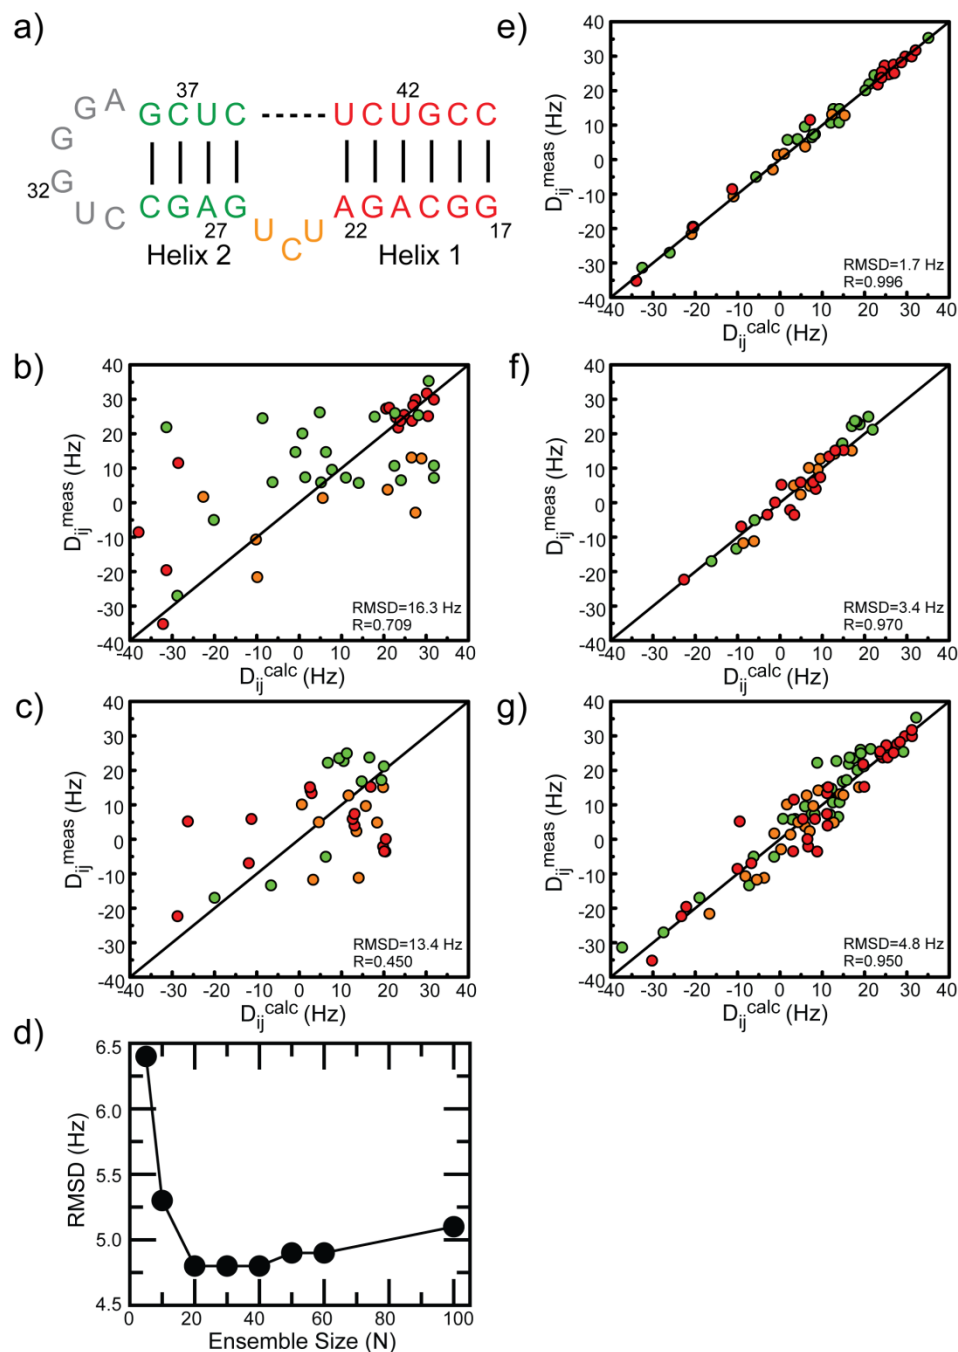 a)
37
42
G C U C ----- U C U G C C
A
G
G
G
32
U
C
C G A G
U
C
U
A G A C G G
27
22
17
Helix 2
Helix 1
b)
40
30
20
10
0
-10
-20
-30
-40
D_ij^meas (Hz)
RMSD=16.3 Hz
R=0.709
-40 -30 -20 -10 0 10 20 30 40
D_ij^calc (Hz)
c)
40
30
20
10
0
-10
-20
-30
-40
D_ij^meas (Hz)
RMSD=13.4 Hz
R=0.450
-40 -30 -20 -10 0 10 20 30 40
D_ij^calc (Hz)
d)
6.5
6.0
5.5
5.0
4.5
RMSD (Hz)
0 20 40 60 80 100
Ensemble Size (N)
e)
40
30
20
10
0
-10
-20
-30
-40
D_ij^meas (Hz)
RMSD=1.7 Hz
R=0.996
-40 -30 -20 -10 0 10 20 30 40
D_ij^calc (Hz)
f)
40
30
20
10
0
-10
-20
-30
-40
D_ij^meas (Hz)
RMSD=3.4 Hz
R=0.970
-40 -30 -20 -10 0 10 20 30 40
D_ij^calc (Hz)
g)
40
30
20
10
0
-10
-20
-30
-40
D_ij^meas (Hz)
RMSD=4.8 Hz
R=0.950
-40 -30 -20 -10 0 10 20 30 40
D_ij^calc (Hz)